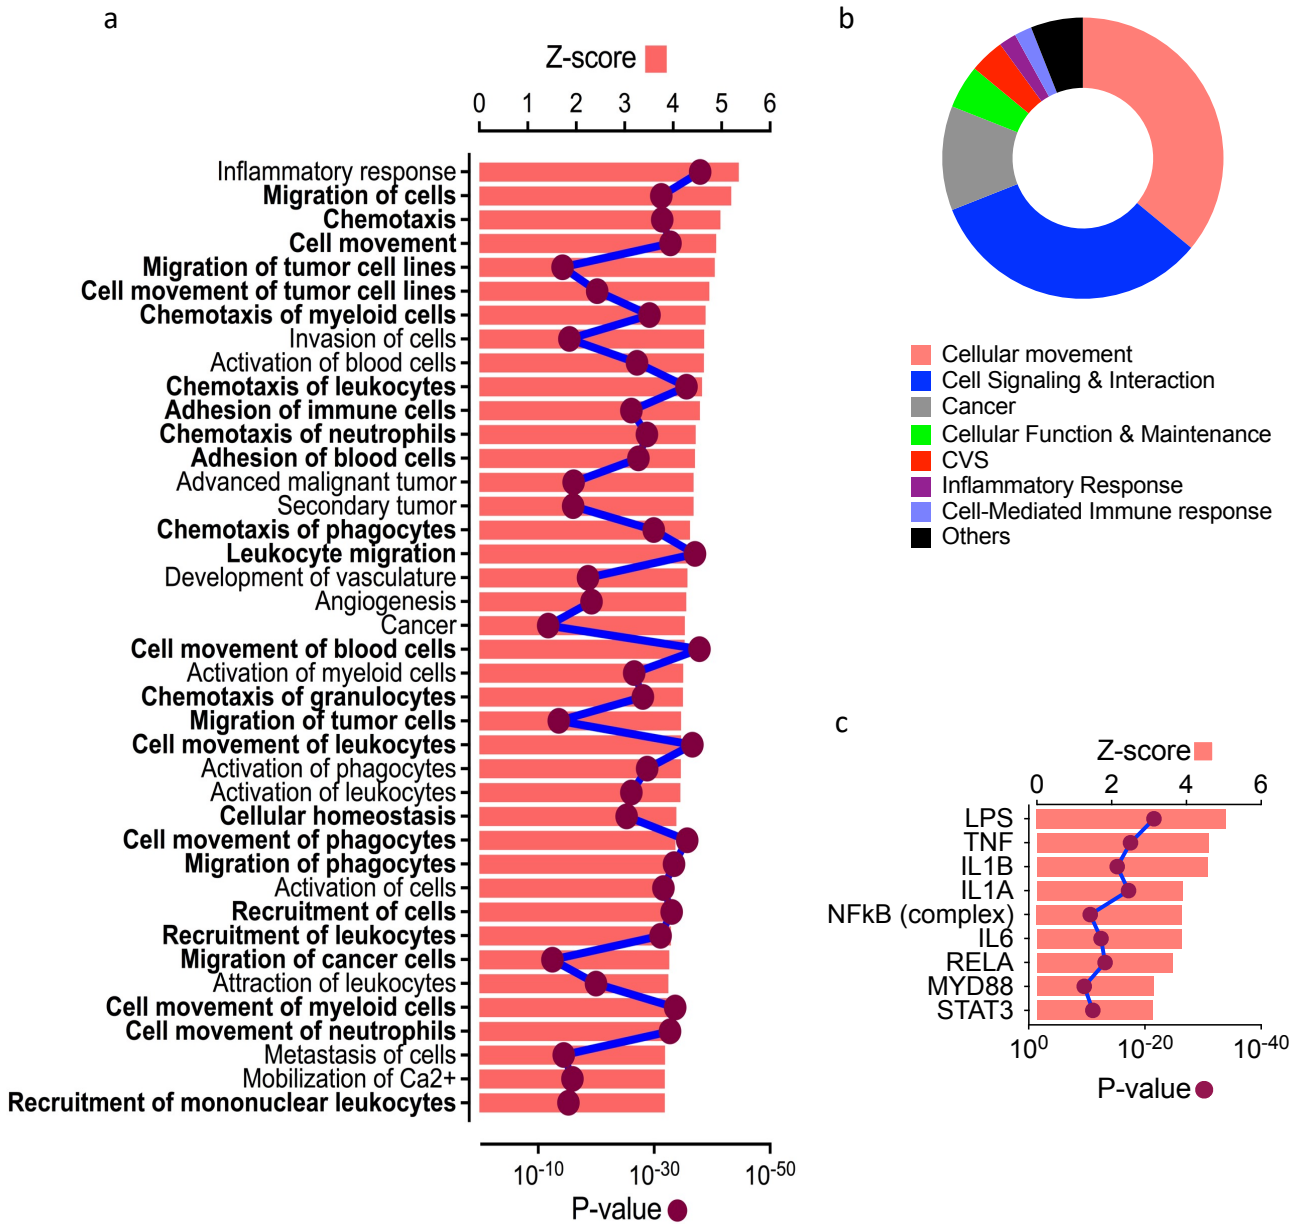 a
Z-score
0 1 2 3 4 5 6
Inflammatory response
Migration of cells
Chemotaxis
Cell movement
Migration of tumor cell lines
Cell movement of tumor cell lines
Chemotaxis of myeloid cells
Invasion of cells
Activation of blood cells
Chemotaxis of leukocytes
Adhesion of immune cells
Chemotaxis of neutrophils
Adhesion of blood cells
Advanced malignant tumor
Secondary tumor
Chemotaxis of phagocytes
Leukocyte migration
Development of vasculature
Angiogenesis
Cancer
Cell movement of blood cells
Activation of myeloid cells
Chemotaxis of granulocytes
Migration of tumor cells
Cell movement of leukocytes
Activation of phagocytes
Activation of leukocytes
Cellular homeostasis
Cell movement of phagocytes
Migration of phagocytes
Activation of cells
Recruitment of cells
Recruitment of leukocytes
Migration of cancer cells
Attraction of leukocytes
Cell movement of myeloid cells
Cell movement of neutrophils
Metastasis of cells
Mobilization of Ca2+
Recruitment of mononuclear leukocytes
10-10 10-30 10-50
P-value
b
Cellular movement
Cell Signaling & Interaction
Cancer
Cellular Function & Maintenance
CVS
Inflammatory Response
Cell-Mediated Immune response
Others
c
Z-score
0 2 4 6
LPS
TNF
IL1B
IL1A
NFkB (complex)
IL6
RELA
MYD88
STAT3
100 10-20 10-40
P-value